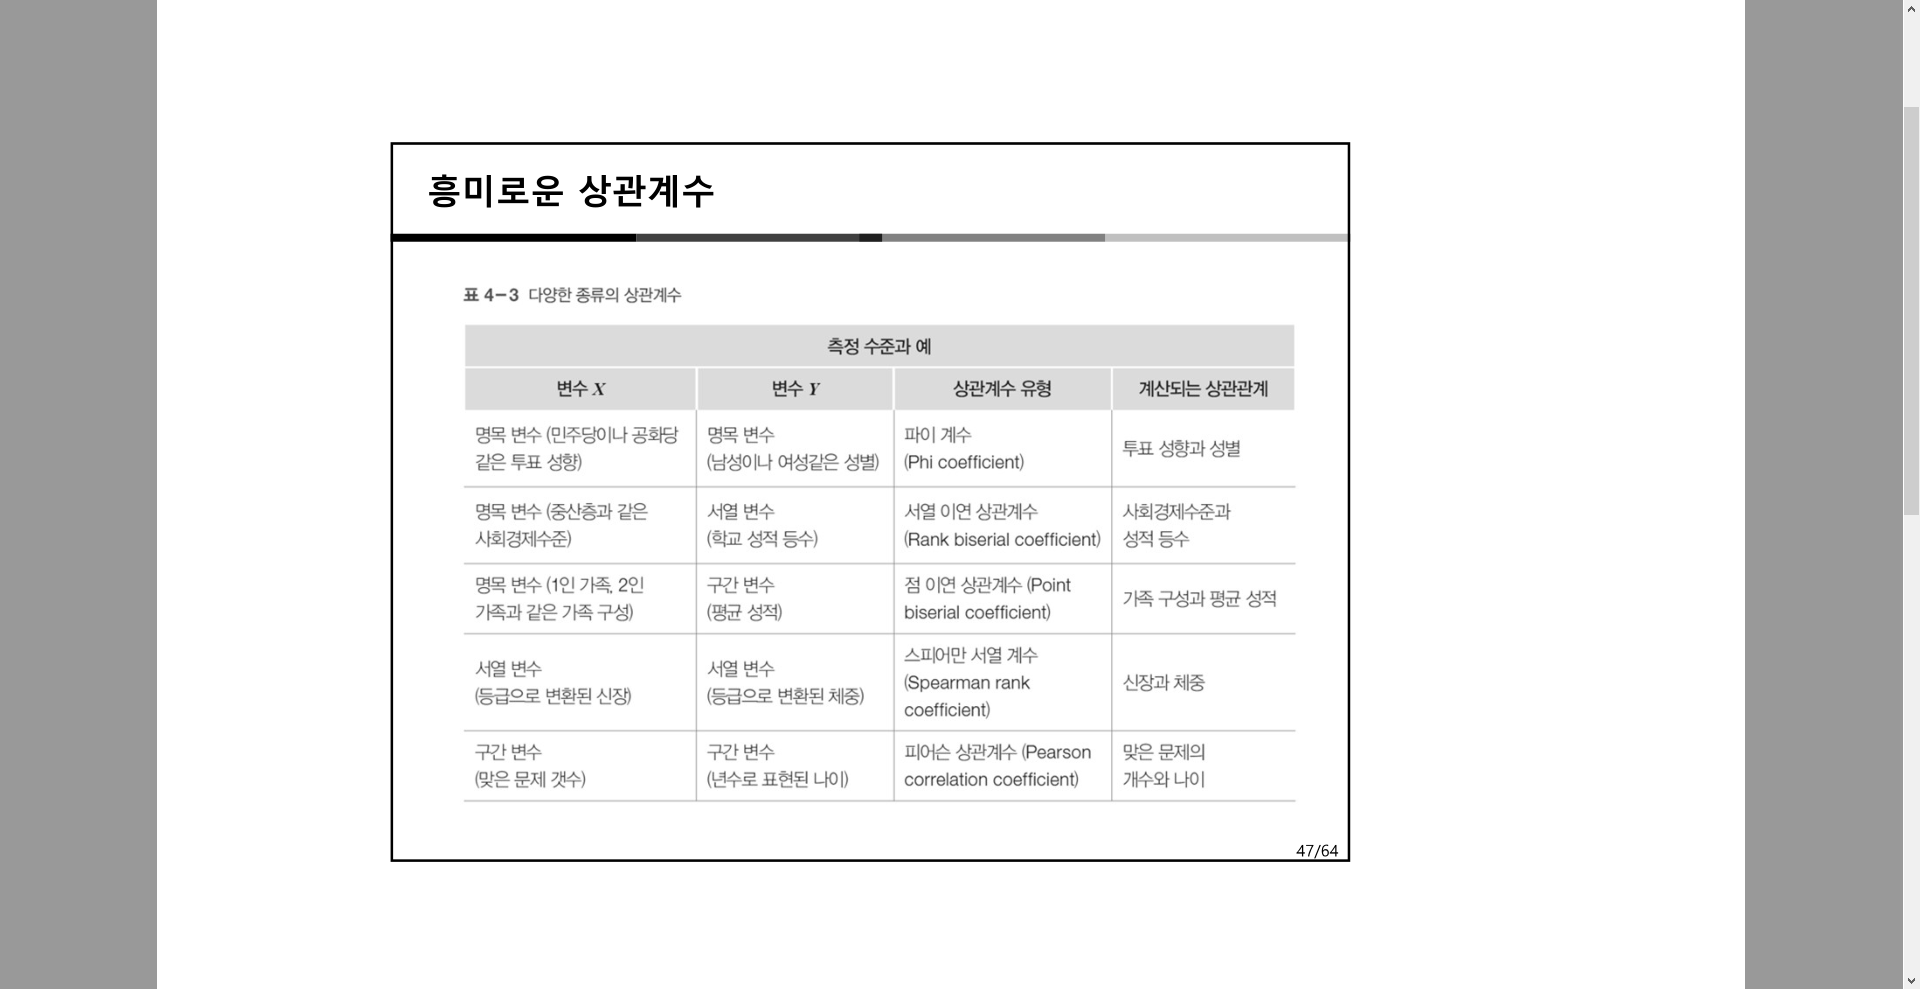 흥미로운 상관계수
표 4-3 다양한 종류의 상관계수
측정 수준과 예
변수 X
변수 Y
상관계수 유형
계산되는 상관관계
명목 변수 (민주당이나 공화당
같은 투표 성향)
명목 변수
(남성이나 여성같은 성별)
파이 계수
(Phi coefficient)
투표 성향과 성별
명목 변수 (중산층과 같은
사회경제수준)
서열 변수
(학교 성적 등수)
서열 이연 상관계수
(Rank biserial coefficient)
사회경제수준과
성적 등수
명목 변수 (1인 가족, 2인
가족과 같은 가족 구성)
구간 변수
(평균 성적)
점 이연 상관계수 (Point
biserial coefficient)
가족 구성과 평균 성적
서열 변수
(등급으로 변환된 신장)
서열 변수
(등급으로 변환된 체중)
스피어만 서열 계수
(Spearman rank
coefficient)
신장과 체중
구간 변수
(맞은 문제 갯수)
구간 변수
(년수로 표현된 나이)
피어슨 상관계수 (Pearson
correlation coefficient)
맞은 문제의
개수와 나이
47/64